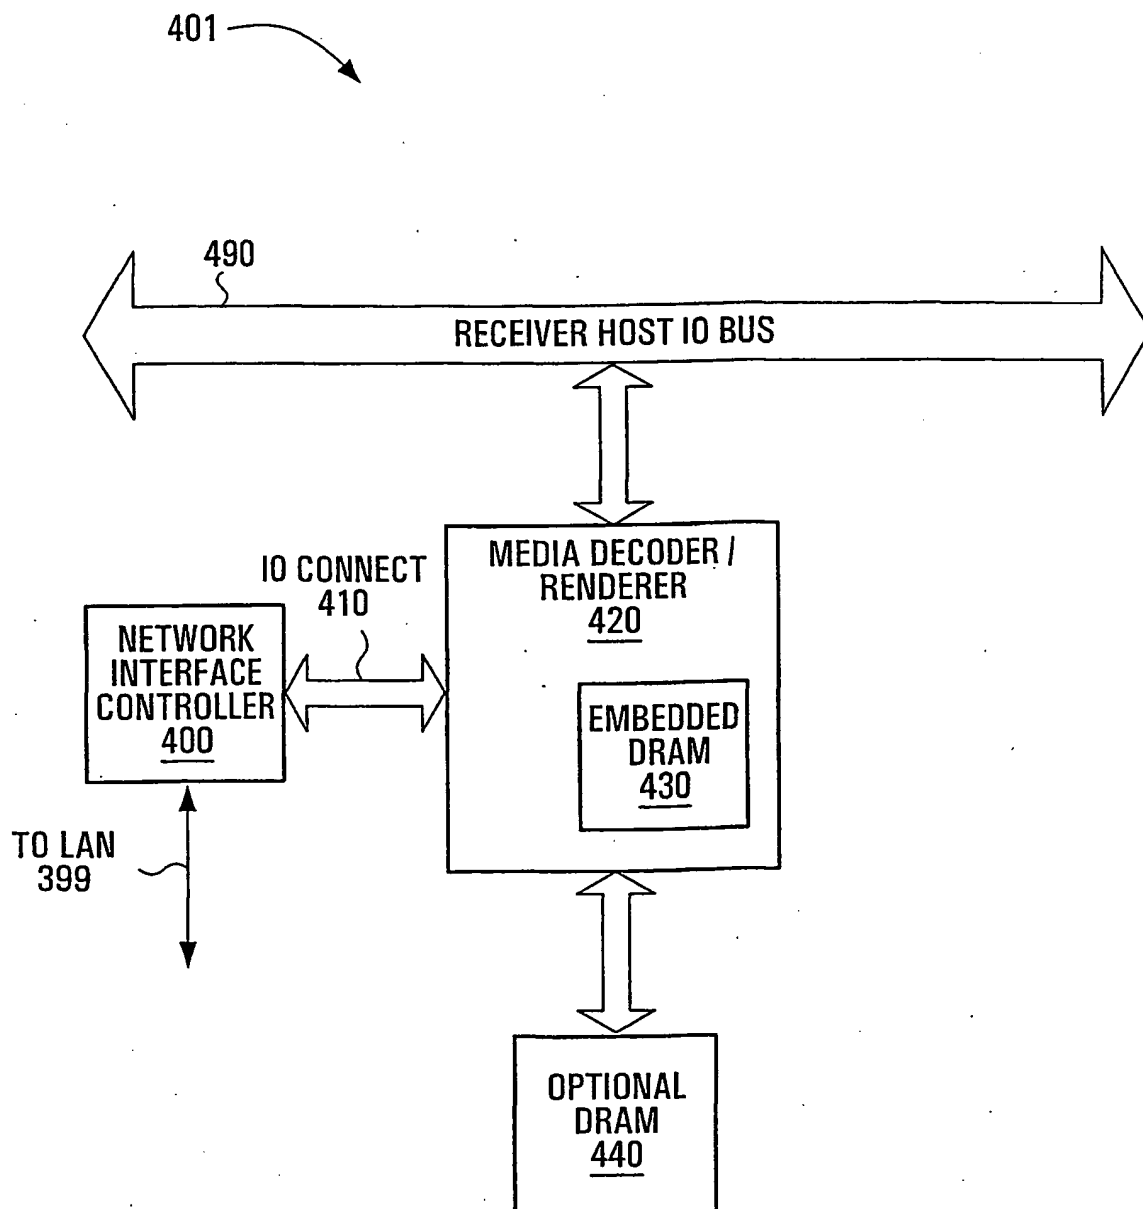 401
490
RECEIVER HOST IO BUS
MEDIA DECODER /
RENDERER
420
IO CONNECT
410
NETWORK
INTERFACE
CONTROLLER
400
EMBEDDED
DRAM
430
TO LAN
399
OPTIONAL
DRAM
440